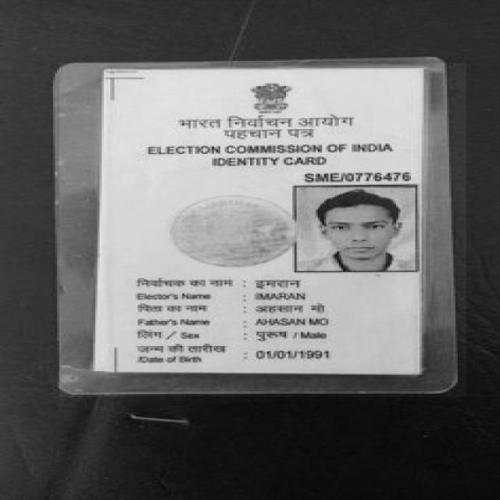 भारत निर्वाचन आयोग
पहचान पत्र
ELECTION COMMISSION OF INDIA
IDENTITY CARD
SME/0776476
निर्वाचक का नाम : इमरान
Elector's Name : IMARAN
पिता का नाम : अहसान मो
Father's Name : AHASAN MO
लिंग / Sex : पुरूष / Male
जन्म की तारीख
/Date of Birth : 01/01/1991